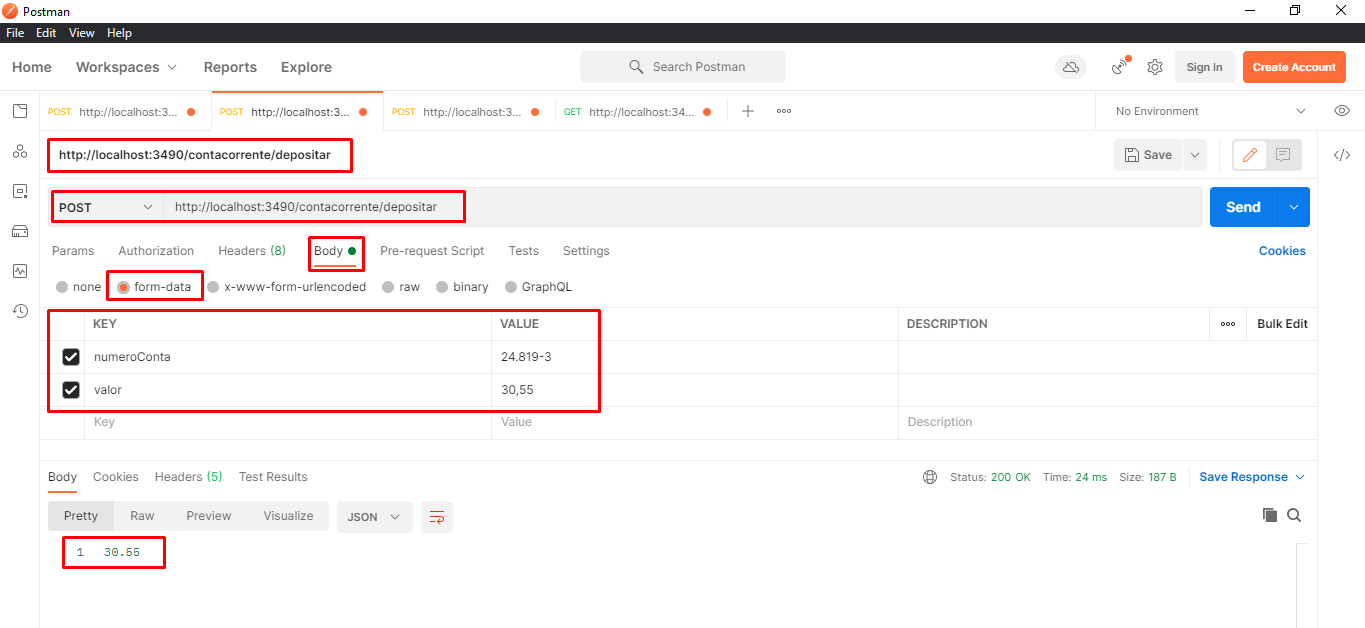 Postman
File Edit View Help
Home Workspaces Reports Explore Search Postman Sign In Create Account
POST http://localhost:3... POST http://localhost:3... POST http://localhost:3... GET http://localhost:34... No Environment
http://localhost:3490/contacorrente/depositar Save
POST http://localhost:3490/contacorrente/depositar Send
Params Authorization Headers (8) Body Pre-request Script Tests Settings Cookies
none form-data x-www-form-urlencoded raw binary GraphQL
KEY VALUE DESCRIPTION Bulk Edit
numeroConta 24.819-3
valor 30,55
Key Value Description
Body Cookies Headers (5) Test Results Status: 200 OK Time: 24 ms Size: 187 B Save Response
Pretty Raw Preview Visualize JSON
1 30.55